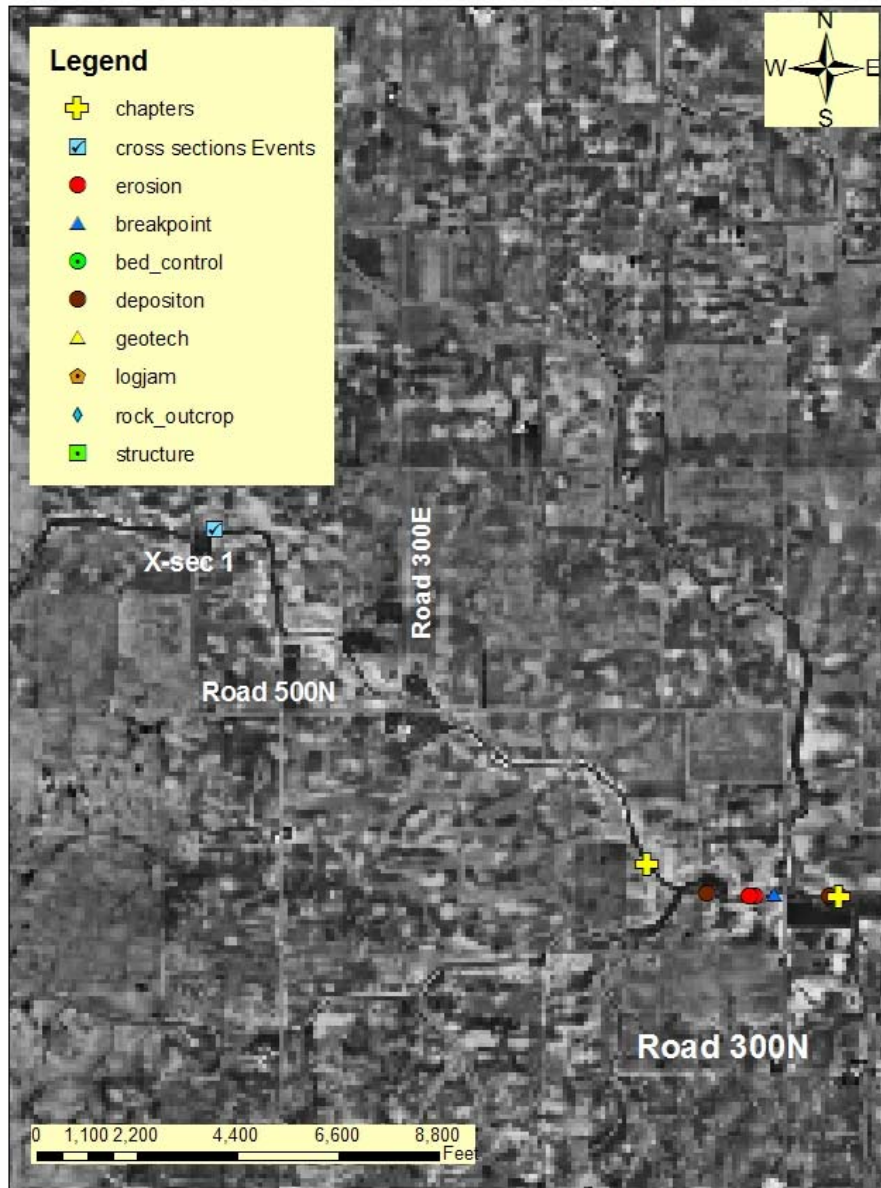 Legend
chapters
cross sections Events
erosion
breakpoint
bed_control
depositon
geotech
logjam
rock_outcrop
structure
N
W E
S
X-sec 1
Road 300E
Road 500N
Road 300N
0 1,100 2,200 4,400 6,600 8,800
Feet